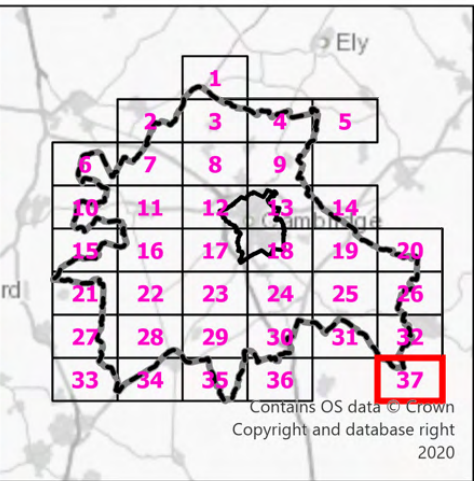 Ely
1
2 3 4 5
6 7 8 9
10 11 12 13 14
Cambridge
15 16 17 18 19 20
rd
21 22 23 24 25 26
27 28 29 30 31 32
33 34 35 36 37
Contains OS data © Crown
Copyright and database right
2020